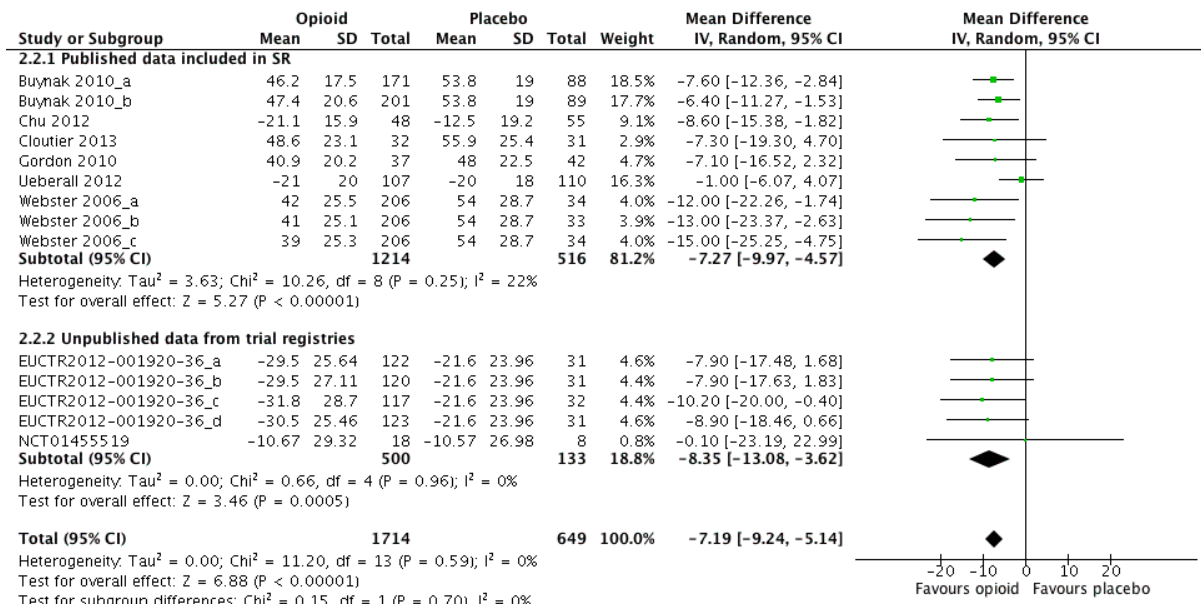 Opioid Placebo Mean Difference Mean Difference
Study or Subgroup Mean SD Total Mean SD Total Weight IV, Random, 95% CI IV, Random, 95% CI
2.2.1 Published data included in SR
Buynak 2010_a 46.2 17.5 171 53.8 19 88 18.5% -7.60 [-12.36, -2.84]
Buynak 2010_b 47.4 20.6 201 53.8 19 89 17.7% -6.40 [-11.27, -1.53]
Chu 2012 -21.1 15.9 48 -12.5 19.2 55 9.1% -8.60 [-15.38, -1.82]
Cloutier 2013 48.6 23.1 32 55.9 25.4 31 2.9% -7.30 [-19.30, 4.70]
Gordon 2010 40.9 20.2 37 48 22.5 42 4.7% -7.10 [-16.52, 2.32]
Ueberall 2012 -21 20 107 -20 18 110 16.3% -1.00 [-6.07, 4.07]
Webster 2006_a 42 25.5 206 54 28.7 34 4.0% -12.00 [-22.26, -1.74]
Webster 2006_b 41 25.1 206 54 28.7 33 3.9% -13.00 [-23.37, -2.63]
Webster 2006_c 39 25.3 206 54 28.7 34 4.0% -15.00 [-25.25, -4.75]
Subtotal (95% CI) 1214 516 81.2% -7.27 [-9.97, -4.57]
Heterogeneity: Tau² = 3.63; Chi² = 10.26, df = 8 (P = 0.25); I² = 22%
Test for overall effect: Z = 5.27 (P < 0.00001)
2.2.2 Unpublished data from trial registries
EUCTR2012-001920-36_a -29.5 25.64 122 -21.6 23.96 31 4.6% -7.90 [-17.48, 1.68]
EUCTR2012-001920-36_b -29.5 27.11 120 -21.6 23.96 31 4.4% -7.90 [-17.63, 1.83]
EUCTR2012-001920-36_c -31.8 28.7 117 -21.6 23.96 32 4.3% -10.20 [-20.00, -0.40]
EUCTR2012-001920-36_d -30.5 25.46 123 -21.6 23.96 31 4.6% -8.90 [-18.46, 0.66]
NCT01455519 -10.67 29.32 18 -10.57 26.98 8 0.8% -0.10 [-23.19, 22.99]
Subtotal (95% CI) 500 133 18.8% -8.35 [-13.08, -3.62]
Heterogeneity: Tau² = 0.00; Chi² = 0.66, df = 4 (P = 0.96); I² = 0%
Test for overall effect: Z = 3.46 (P = 0.0005)
Total (95% CI) 1714 649 100.0% -7.19 [-9.24, -5.14]
Heterogeneity: Tau² = 0.00; Chi² = 11.20, df = 13 (P = 0.59); I² = 0%
Test for overall effect: Z = 6.88 (P < 0.00001)
Test for subgroup differences: Chi² = 0.15, df = 1 (P = 0.70), I² = 0%
-20 -10 0 10 20
Favours opioid Favours placebo